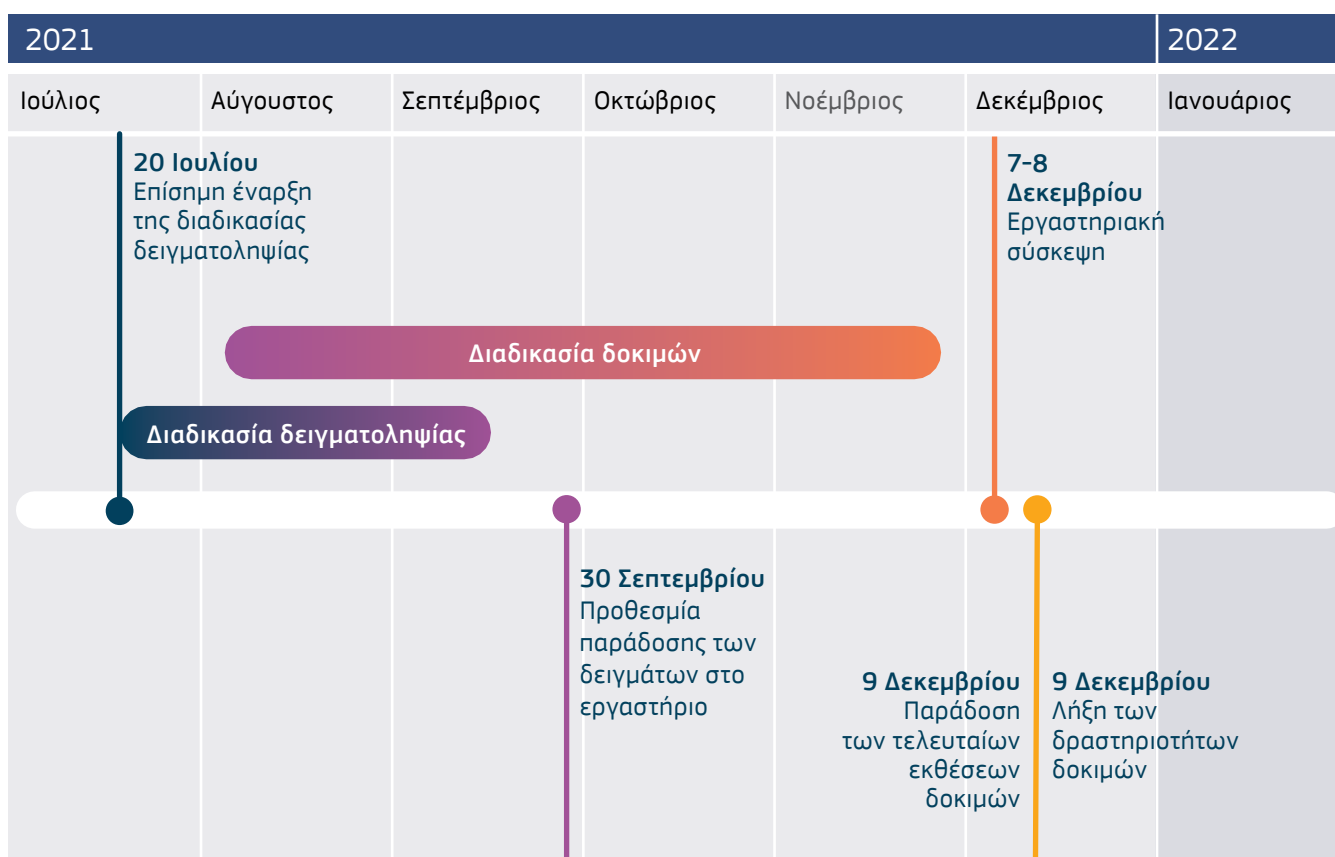 2021
2022
Ιούλιος
Αύγουστος
Σεπτέμβριος
Οκτώβριος
Νοέμβριος
Δεκέμβριος
Ιανουάριος
20 Ιουλίου
Επίσημη έναρξη
της διαδικασίας
δειγματοληψίας
7-8
Δεκεμβρίου
Εργαστηριακή
σύσκεψη
Διαδικασία δοκιμών
Διαδικασία δειγματοληψίας
30 Σεπτεμβρίου
Προθεσμία
παράδοσης των
δειγμάτων στο
εργαστήριο
9 Δεκεμβρίου
Παράδοση
των τελευταίων
εκθέσεων
δοκιμών
9 Δεκεμβρίου
Λήξη των
δραστηριοτήτων
δοκιμών